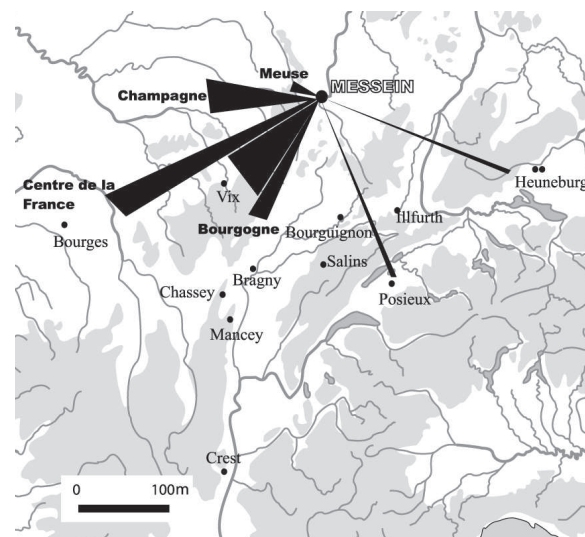 Meuse
MESSEIN
Champagne
Heuneburg
Centre de la
France
Vix
Illfurth
Bourges
Bourgogne
Bourguignon
Salins
Bragny
Chassey
Posieux
Mancey
Crest
0 100m